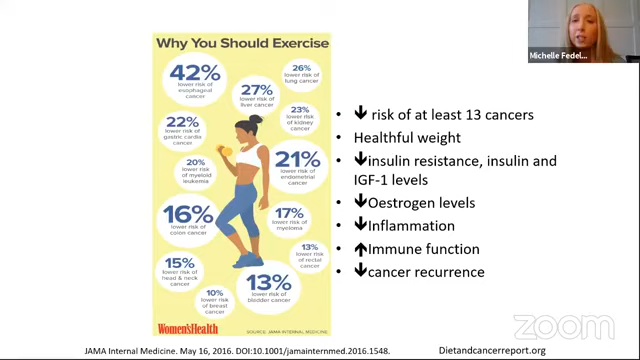 Michelle Fedel...
Why You Should Exercise
42%
lower risk of
esophageal
cancer
26%
lower risk of
lung cancer
27%
lower risk of
liver cancer
23%
lower risk
of kidney
cancer
22%
lower risk
of gastric cardia
cancer
20%
lower risk
of myeloid
leukemia
21%
lower risk of
endometrial
cancer
16%
lower risk of
colon cancer
17%
lower risk of
myeloma
13%
lower risk
of rectal
cancer
15%
lower risk of
head & neck
cancer
13%
lower risk of
bladder cancer
10%
lower risk
of breast
cancer
Women'sHealth
SOURCE: JAMA INTERNAL MEDICINE.
• 🡻 risk of at least 13 cancers
• Healthful weight
• 🡻insulin resistance, insulin and
IGF-1 levels
• 🡻Oestrogen levels
• 🡻Inflammation
• 🡹Immune function
• 🡻cancer recurrence
zoom
JAMA Internal Medicine. May 16, 2016. DOI:10.1001/jamainternmed.2016.1548.
Dietandcancerreport.org